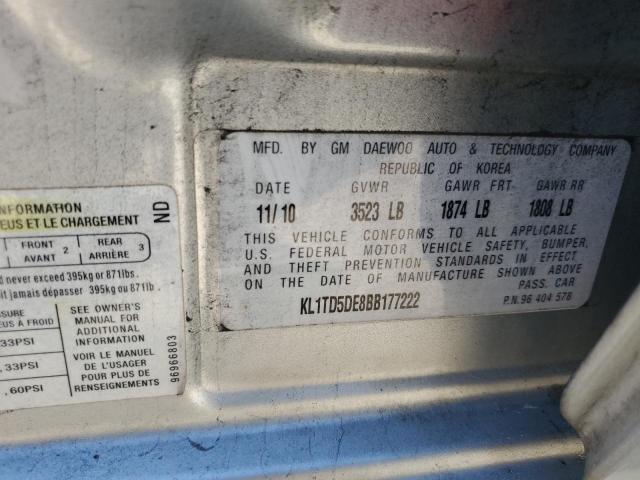 MFD. BY GM DAEWOO AUTO & TECHNOLOGY COMPANY
REPUBLIC OF KOREA
DATE GVWR GAWR FRT GAWR RR
11/10 3523 LB 1874 LB 1808 LB
THIS VEHICLE CONFORMS TO ALL APPLICABLE
U.S. FEDERAL MOTOR VEHICLE SAFETY, BUMPER,
AND THEFT PREVENTION STANDARDS IN EFFECT
ON THE DATE OF MANUFACTURE SHOWN ABOVE
PASS. CAR
KL1TD5DE8BB177222
P.N.96 404 578
INFORMATION
EUS ET LE CHARGEMENT
ND
FRONT 2 REAR 3
AVANT ARRIÈRE
never exceed 395kg or 871lbs.
it jamais dépasser 395kg or 871lb.
SURE
US À FROID
33PSI
, 33PSI
, 60PSI
SEE OWNER'S
MANUAL FOR
ADDITIONAL
INFORMATION
VOIR LE MANUEL
DE L'USAGER
POUR PLUS DE
RENSEIGNEMENTS
96966803